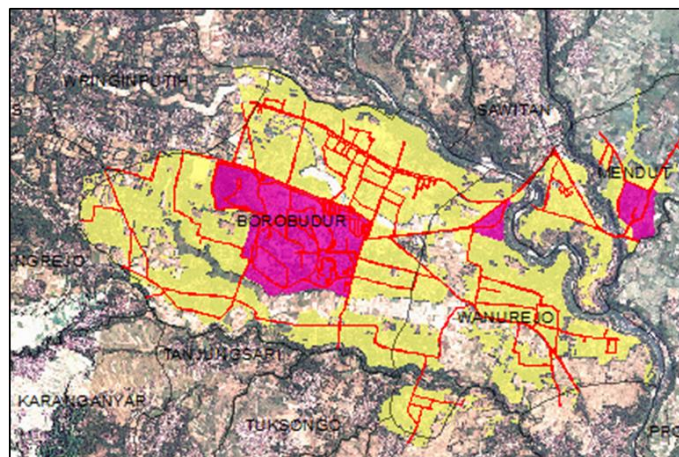 WRINGINPUTIH
SAWITAN
MENDUT
BOROBUDUR
NGREJO
WANUREJO
TANJUNGSARI
KARANGANYAR
TUKSONGO